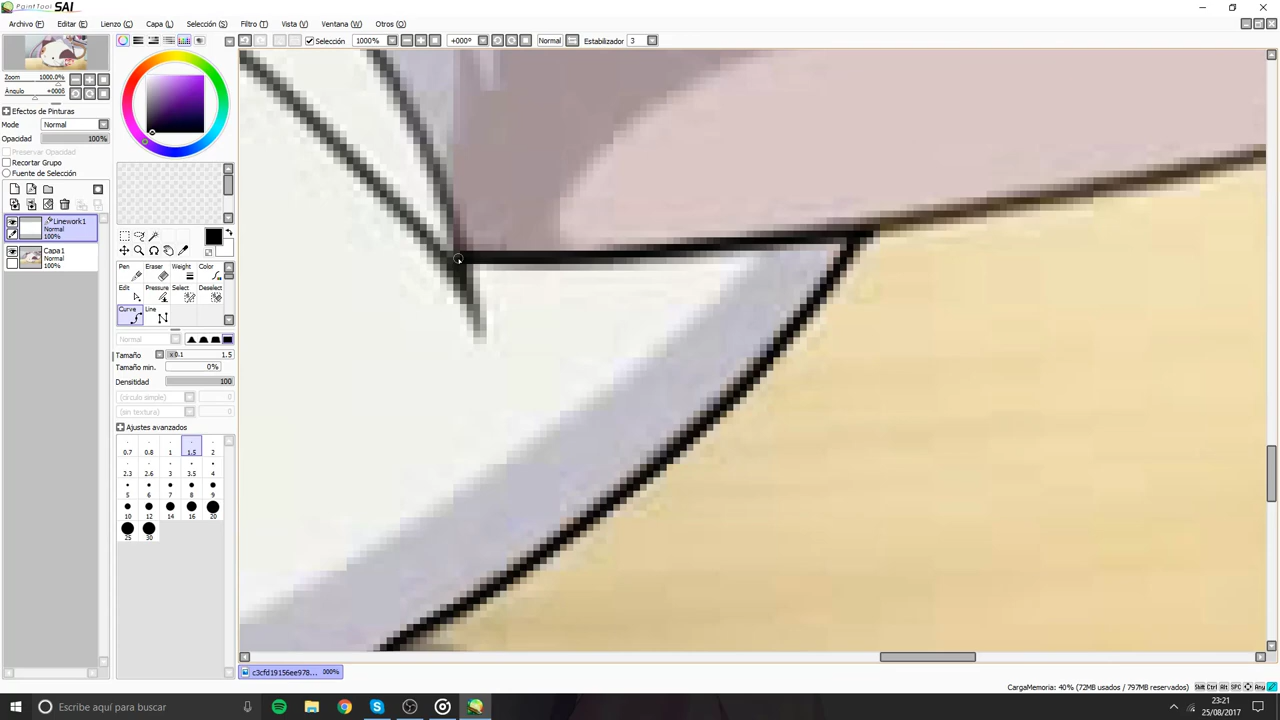 PaintTool SAI
Archivo (F) Editar (E) Lienzo (C) Capa (L) Selección (S) Filtro (T) Vista (V) Ventana (W) Otros (O)
Selección 1000% +000º Normal Estabilizador 3
Zoom 1000.0%
Ángulo +000º
Efectos de Pinturas
Mode Normal
Opacidad 100%
Preservar Opacidad
Recortar Grupo
Fuente de Selección
Linework1
Normal
100%
Capa1
Normal
100%
Pen Eraser Weight Color
Edit Pressure Select Deselect
Curve Line
Normal
Tamaño x0.1 1.5
Tamaño min. 0%
Densitidad 100
(círculo simple) 0
(sin textura) 0
Ajustes avanzados
0.7 0.8 1 1.5 2
2.3 2.6 3 3.5 4
5 6 7 8 9
10 12 14 16 20
25 30
c3cfd19156ee978... 000%
CargaMemoria: 40% (72MB usados / 797MB reservados) Shft Ctrl Alt SPC Any
Escribe aquí para buscar
23:21
25/08/2017